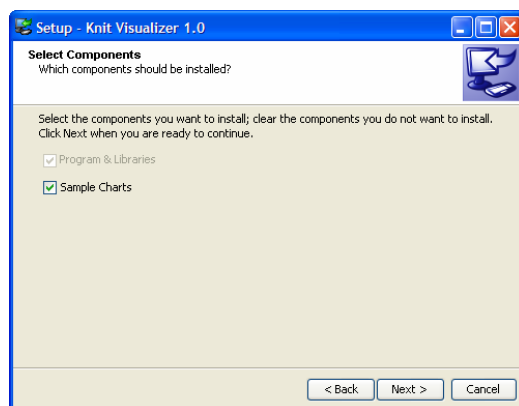 Setup - Knit Visualizer 1.0
Select Components
Which components should be installed?
Select the components you want to install; clear the components you do not want to install.
Click Next when you are ready to continue.
Program & Libraries
Sample Charts
< Back Next > Cancel